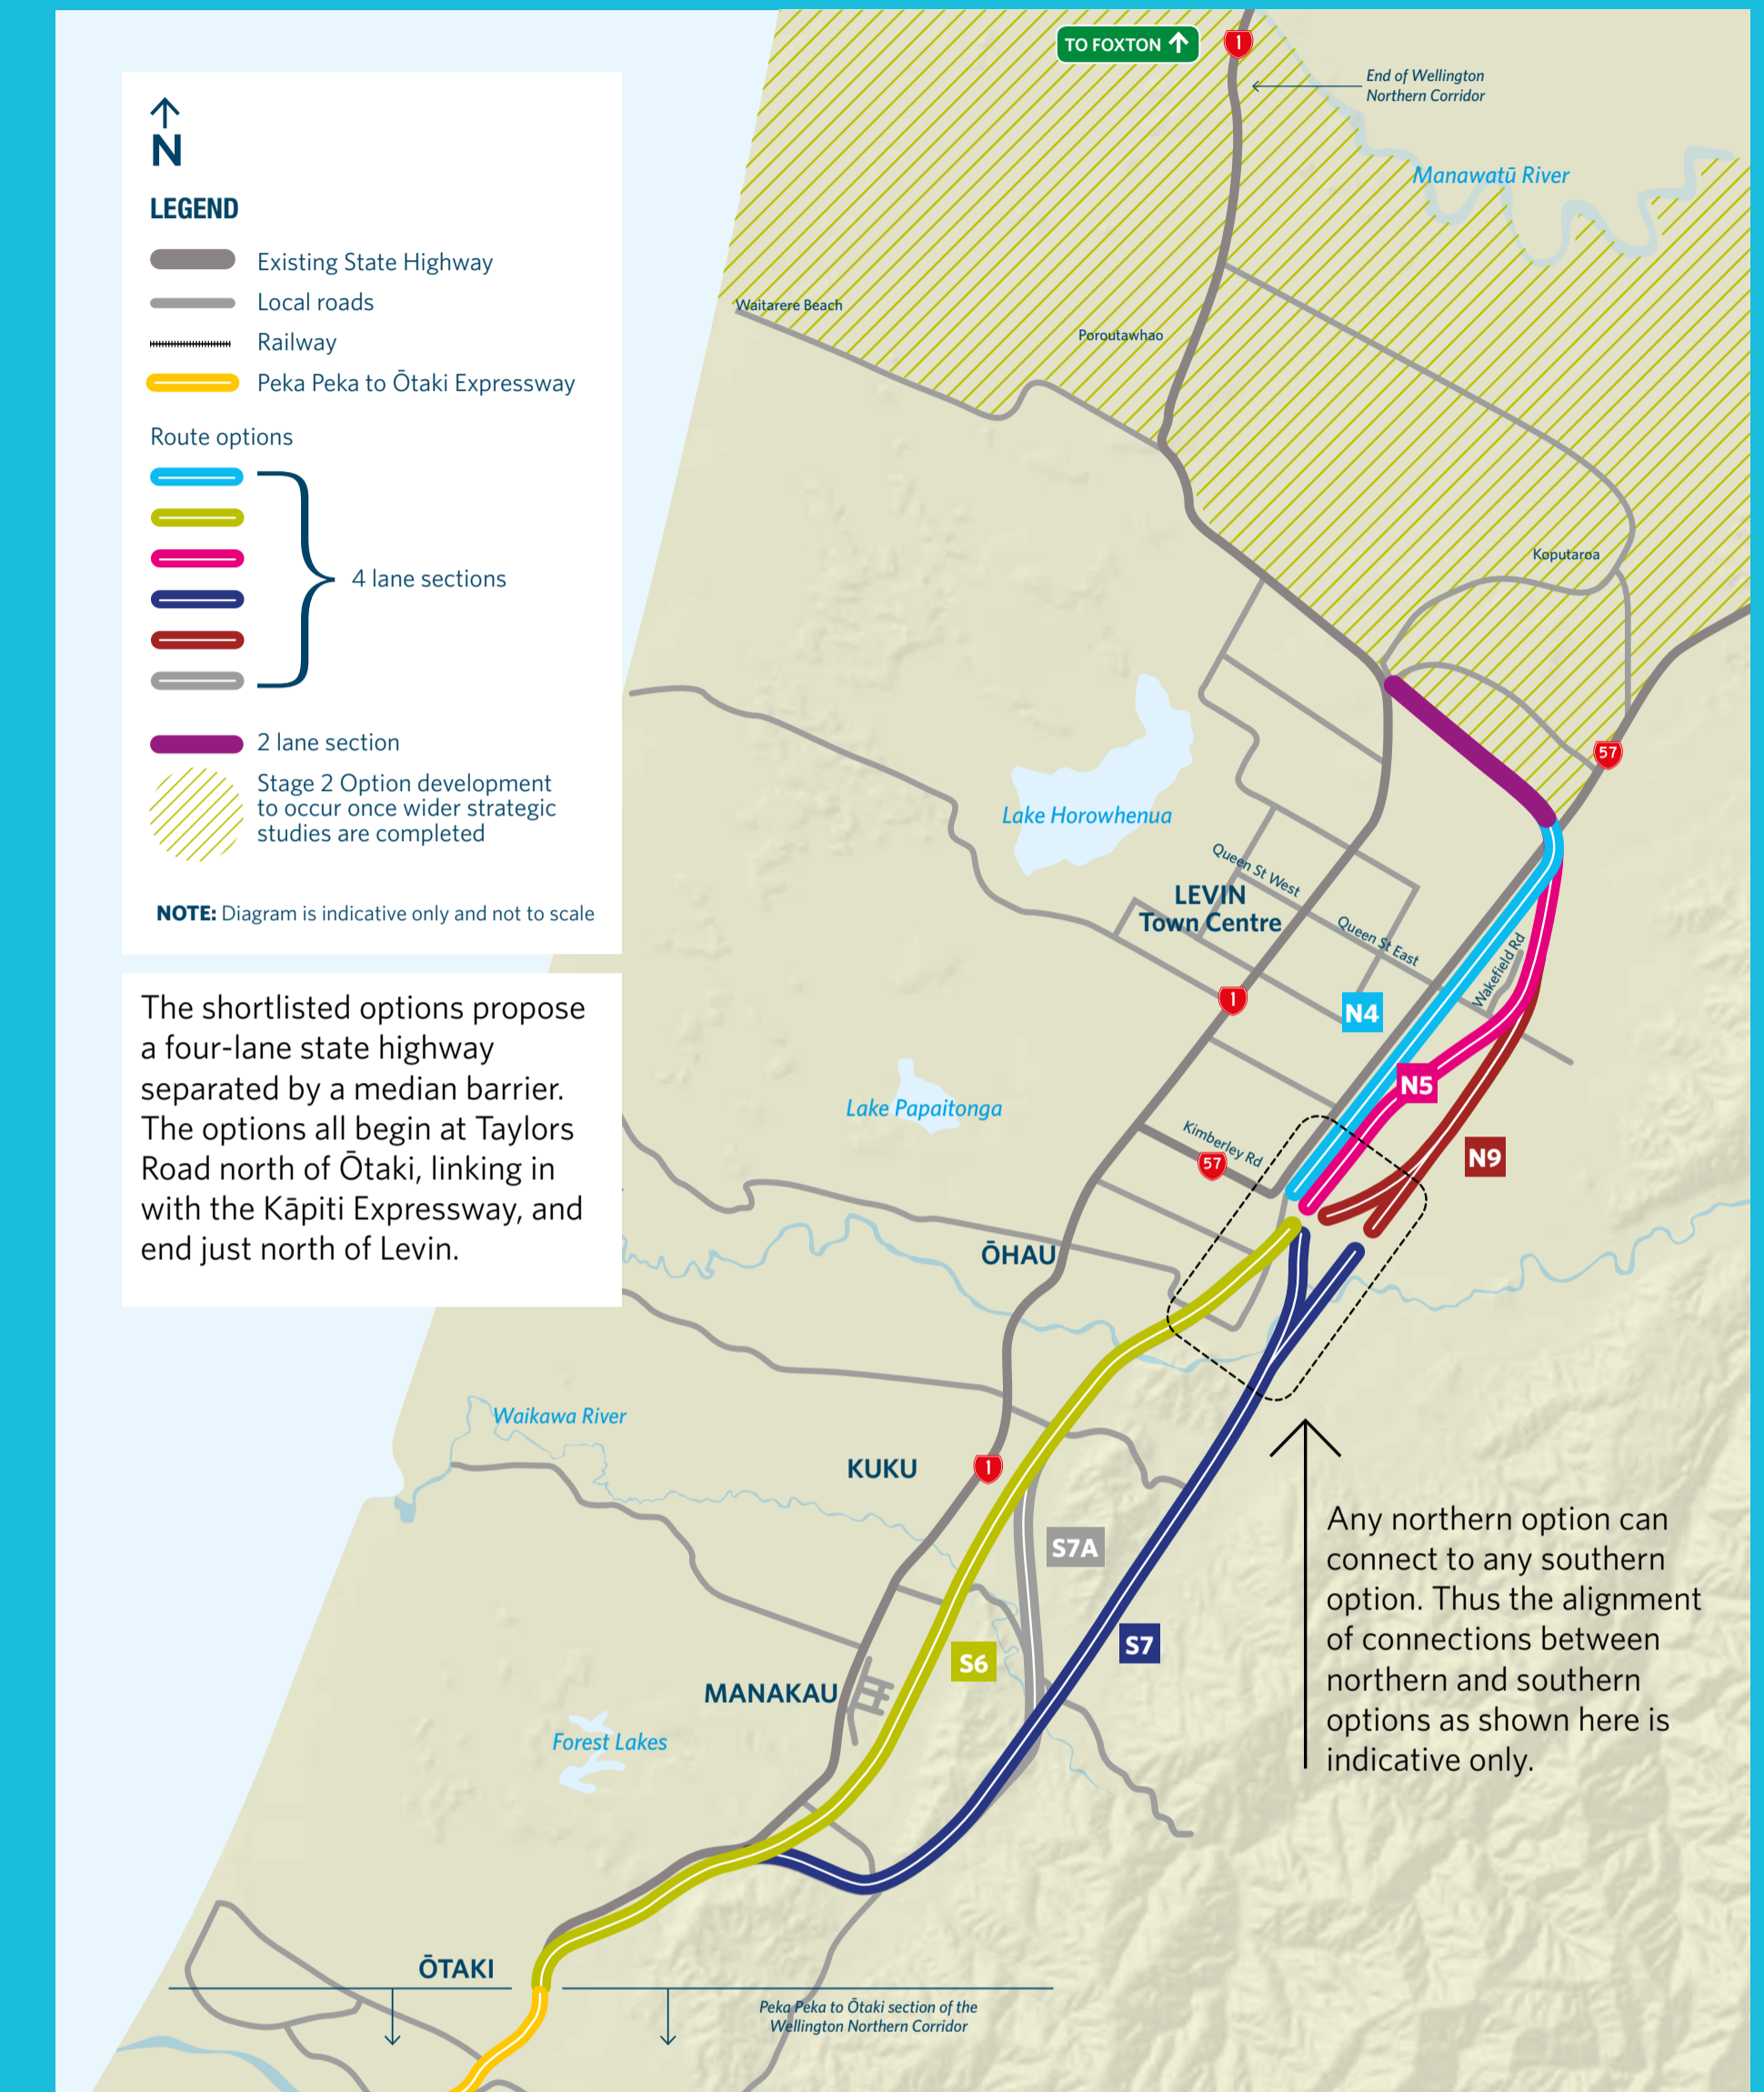 TO FOXTON
1
End of Wellington
Northern Corridor
N
LEGEND
Existing State Highway
Local roads
Railway
Peka Peka to Ōtaki Expressway
Route options
4 lane sections
2 lane section
Stage 2 Option development
to occur once wider strategic
studies are completed
NOTE: Diagram is indicative only and not to scale
The shortlisted options propose
a four-lane state highway
separated by a median barrier.
The options all begin at Taylors
Road north of Ōtaki, linking in
with the Kāpiti Expressway, and
end just north of Levin.
Manawatū River
Waitarere Beach
Poroutawhao
Koputaroa
57
Lake Horowhenua
Queen St West
LEVIN
Town Centre
Queen St East
Wakefield Rd
1
N4
N5
Lake Papaitonga
Kimberley Rd
57
N9
ŌHAU
Waikawa River
KUKU
1
S7A
S7
S6
MANAKAU
Forest Lakes
Any northern option can
connect to any southern
option. Thus the alignment
of connections between
northern and southern
options as shown here is
indicative only.
ŌTAKI
Peka Peka to Ōtaki section of the
Wellington Northern Corridor